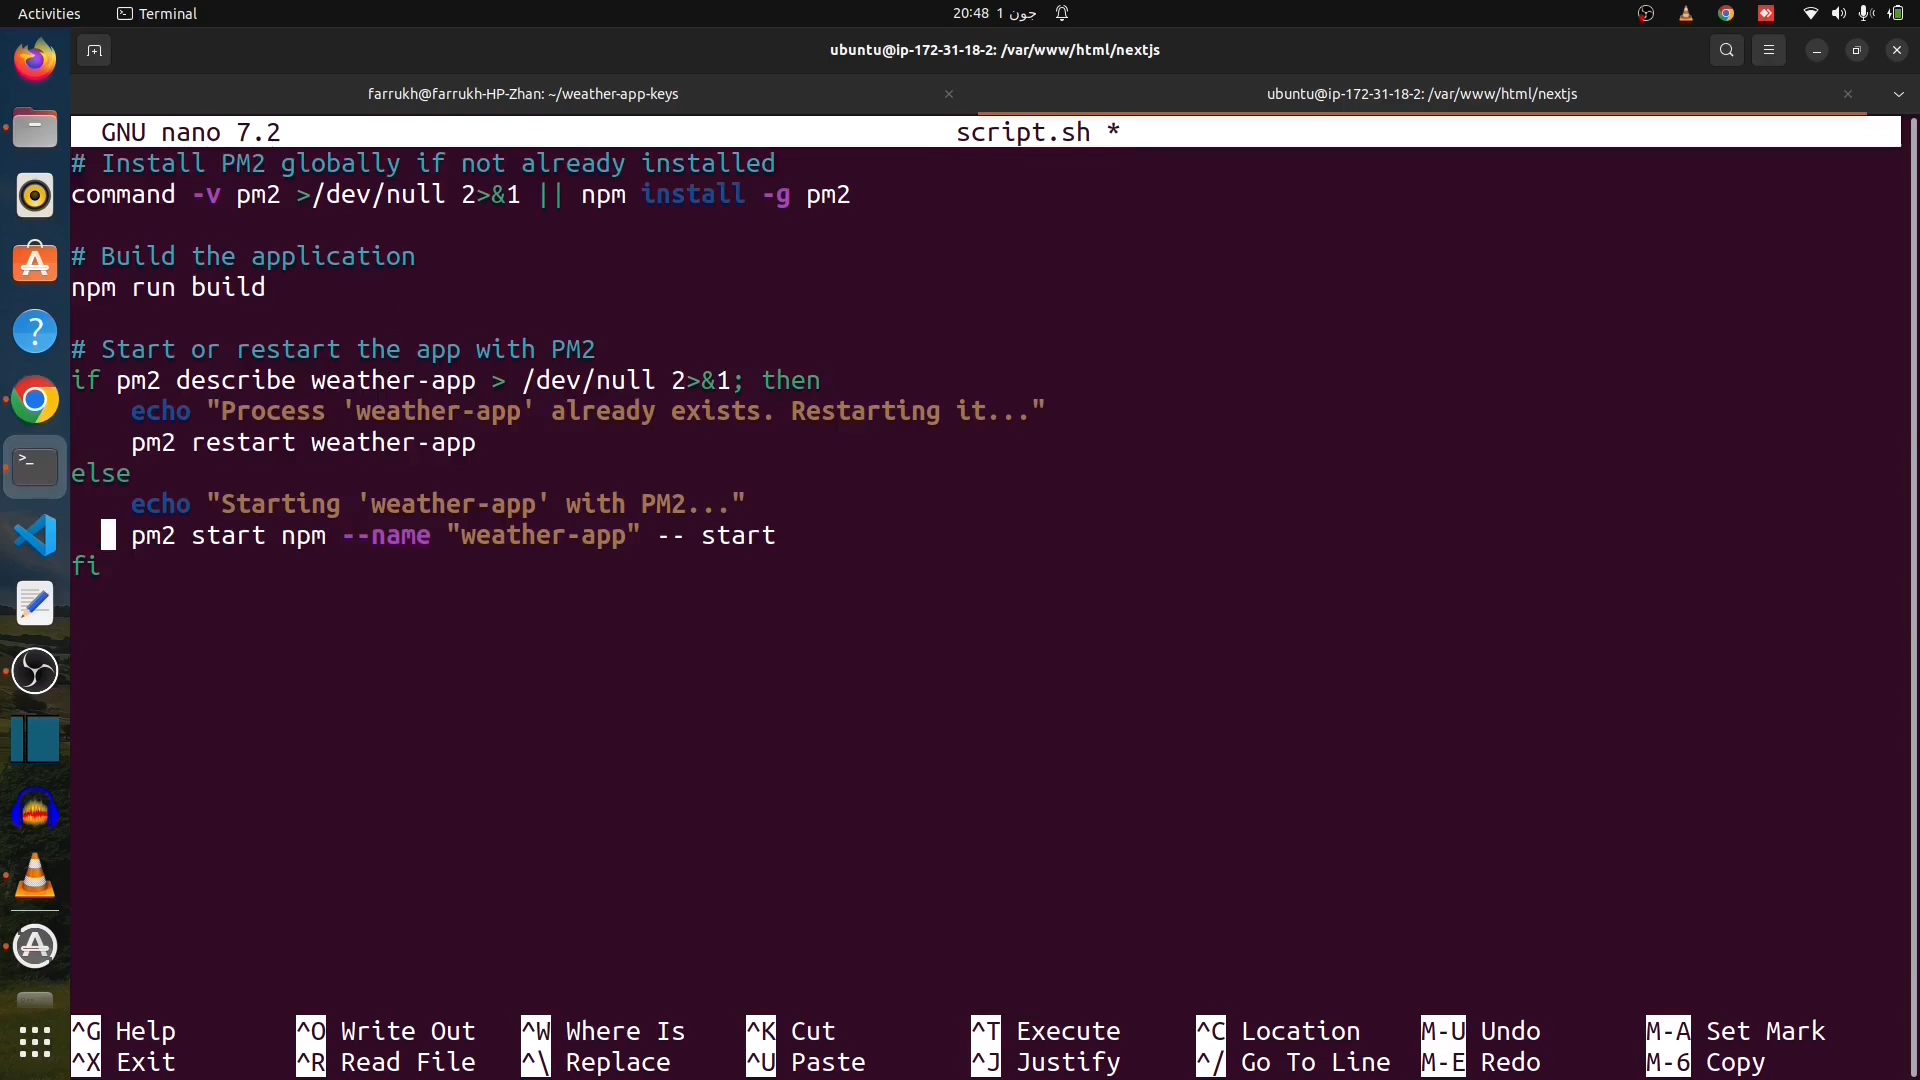 Activities
Terminal
20:48 1 جون
ubuntu@ip-172-31-18-2: /var/www/html/nextjs
farrukh@farrukh-HP-Zhan: ~/weather-app-keys
ubuntu@ip-172-31-18-2: /var/www/html/nextjs
GNU nano 7.2 script.sh *
# Install PM2 globally if not already installed
command -v pm2 >/dev/null 2>&1 || npm install -g pm2
# Build the application
npm run build
# Start or restart the app with PM2
if pm2 describe weather-app > /dev/null 2>&1; then
    echo "Process 'weather-app' already exists. Restarting it..."
    pm2 restart weather-app
else
    echo "Starting 'weather-app' with PM2..."
    pm2 start npm --name "weather-app" -- start
fi
^G Help ^O Write Out ^W Where Is ^K Cut ^T Execute ^C Location M-U Undo M-A Set Mark
^X Exit ^R Read File ^\ Replace ^U Paste ^J Justify ^/ Go To Line M-E Redo M-6 Copy